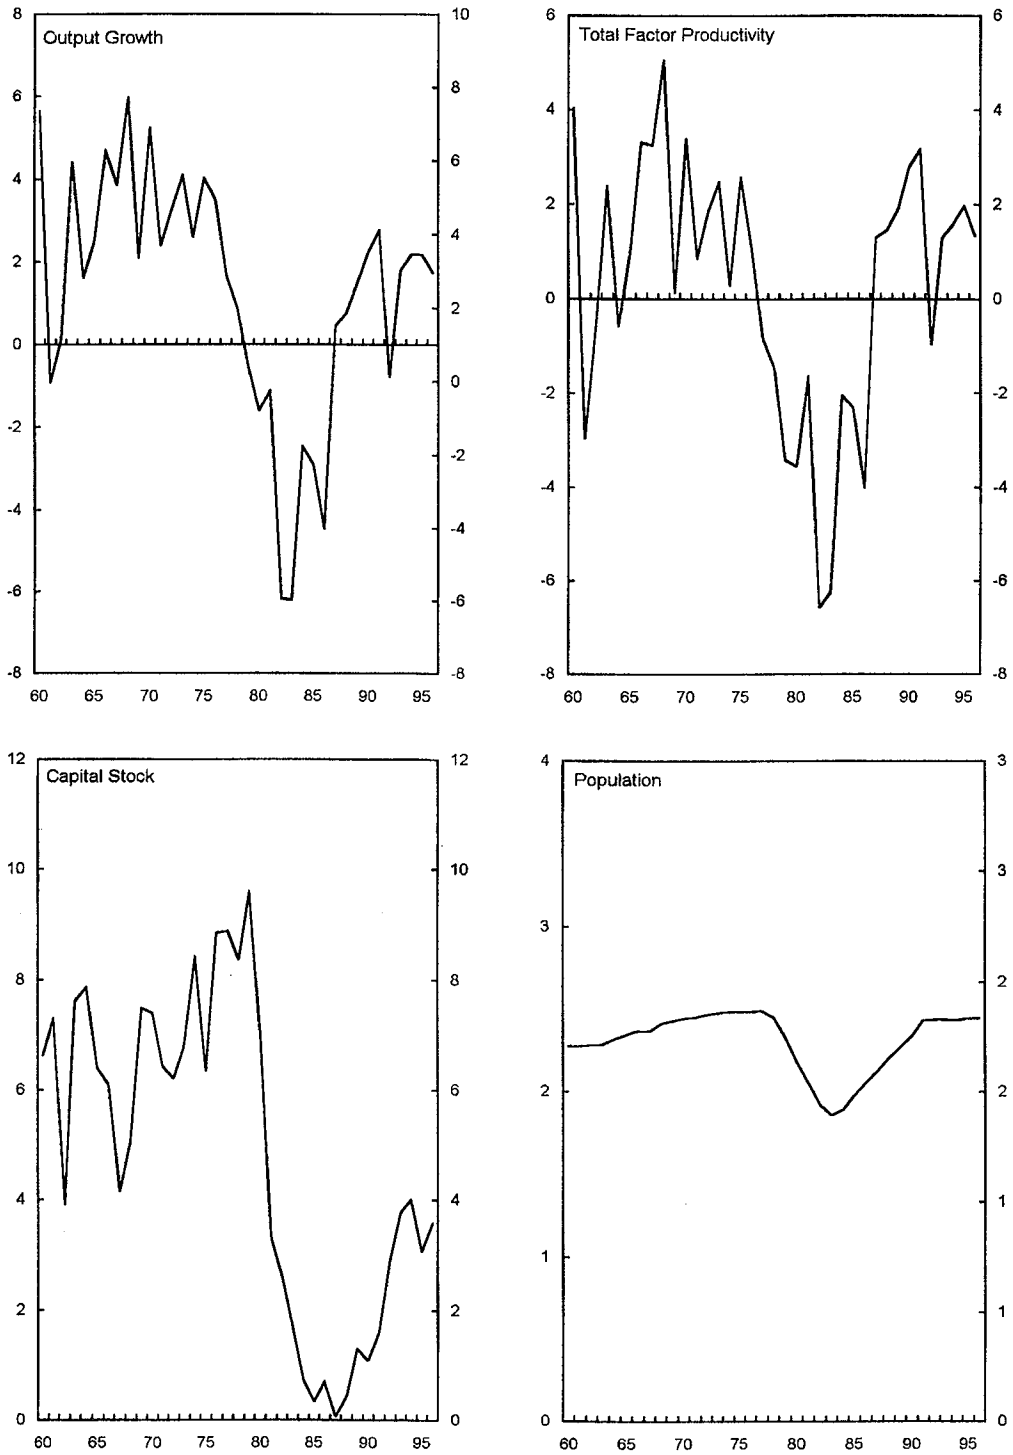 8 10 6 6
Output Growth Total Factor Productivity
6 8 4 4
4 6 2 2
2 4 0 0
0 2 -2 -2
-2 0 -4 -4
-4 -2 -6 -6
-6 -4 -8 -8
-8 -6
-8
60 65 70 75 80 85 90 95 60 65 70 75 80 85 90 95
12 12 4 3
Capital Stock Population
10 10 3 3
8 8 2 2
6 6 1 2
4 4 0 1
2 2 1
0 0 0
60 65 70 75 80 85 90 95 60 65 70 75 80 85 90 95